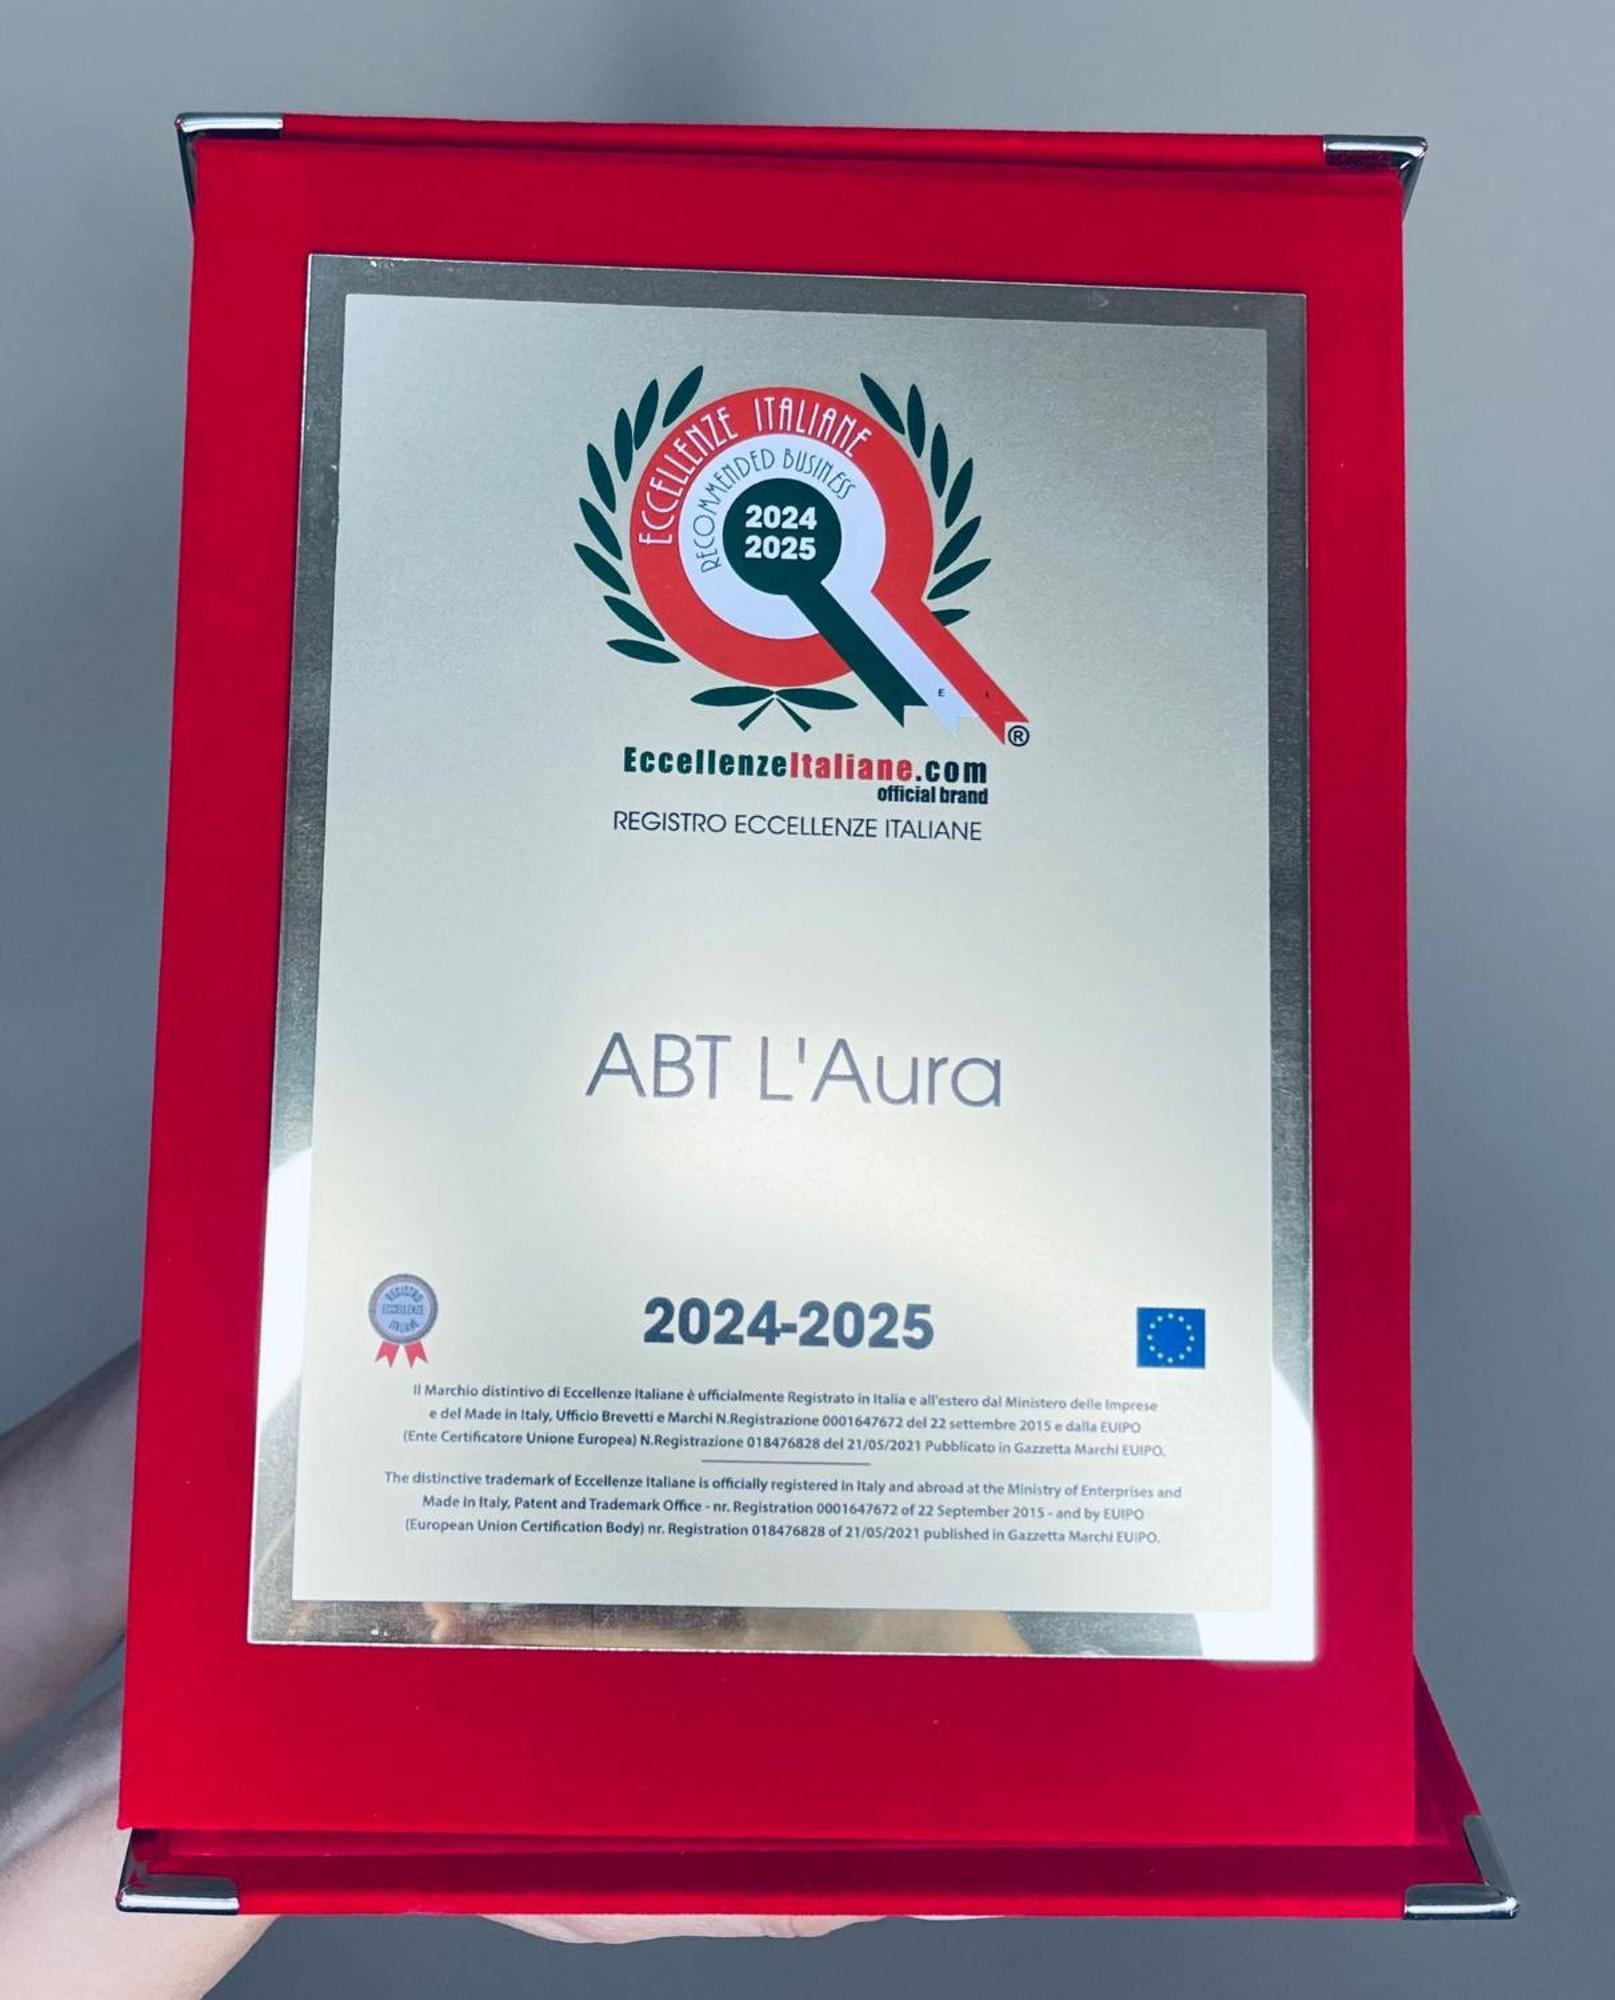 ECCELLENZE ITALIANE
RECOMMENDED BUSINESS
2024
2025
E I
®
EccellenzeItaliane.com
official brand
REGISTRO ECCELLENZE ITALIANE
ABT L'Aura
REGISTRO
ECCELLENZE
ITALIANE
2024-2025
Il Marchio distintivo di Eccellenze Italiane è ufficialmente Registrato in Italia e all'estero dal Ministero delle Imprese
e del Made in Italy, Ufficio Brevetti e Marchi N.Registrazione 0001647672 del 22 settembre 2015 e dalla EUIPO
(Ente Certificatore Unione Europea) N.Registrazione 018476828 del 21/05/2021 Pubblicato in Gazzetta Marchi EUIPO.
The distinctive trademark of Eccellenze Italiane is officially registered in Italy and abroad at the Ministry of Enterprises and
Made in Italy, Patent and Trademark Office - nr. Registration 0001647672 of 22 September 2015 - and by EUIPO
(European Union Certification Body) nr. Registration 018476828 of 21/05/2021 published in Gazzetta Marchi EUIPO.